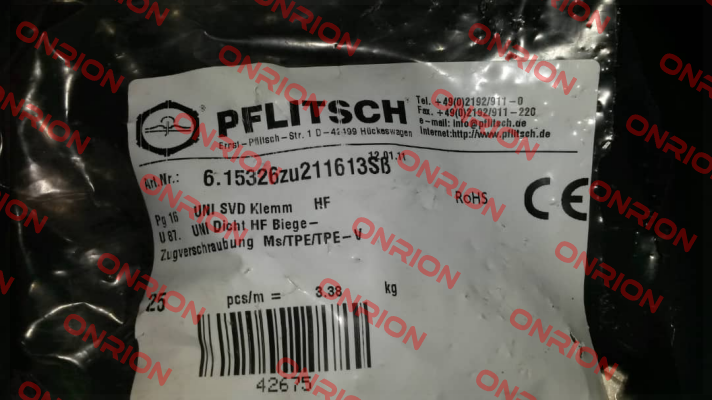 PFLITSCH®
Tel. +49(0)2192/911-0
Fax. +49(0)2192/911-220
E-mail: info@pflitsch.de
Internet:http://www.pflitsch.de
Ernst-Pflitsch-Str. 1 D-42499 Hückeswagen
12.01.11
Art.Nr.: 6.15326zu211613SB
RoHS
CE
Pg 16 UNI SVD Klemm HF
U 87. UNI Dicht HF Biege-
Zugverschraubung Ms/TPE/TPE-V
25 pcs/m = 3.38 kg
42675
ONRION